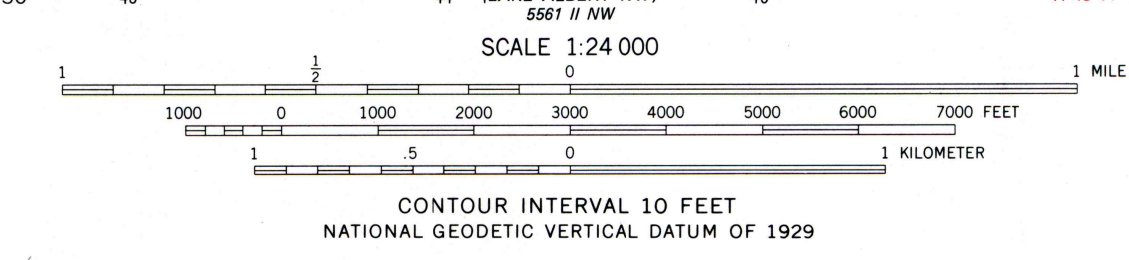 5561 II NW
SCALE 1:24 000
1 1/2 0 1 MILE
1000 0 1000 2000 3000 4000 5000 6000 7000 FEET
1 .5 0 1 KILOMETER
CONTOUR INTERVAL 10 FEET
NATIONAL GEODETIC VERTICAL DATUM OF 1929